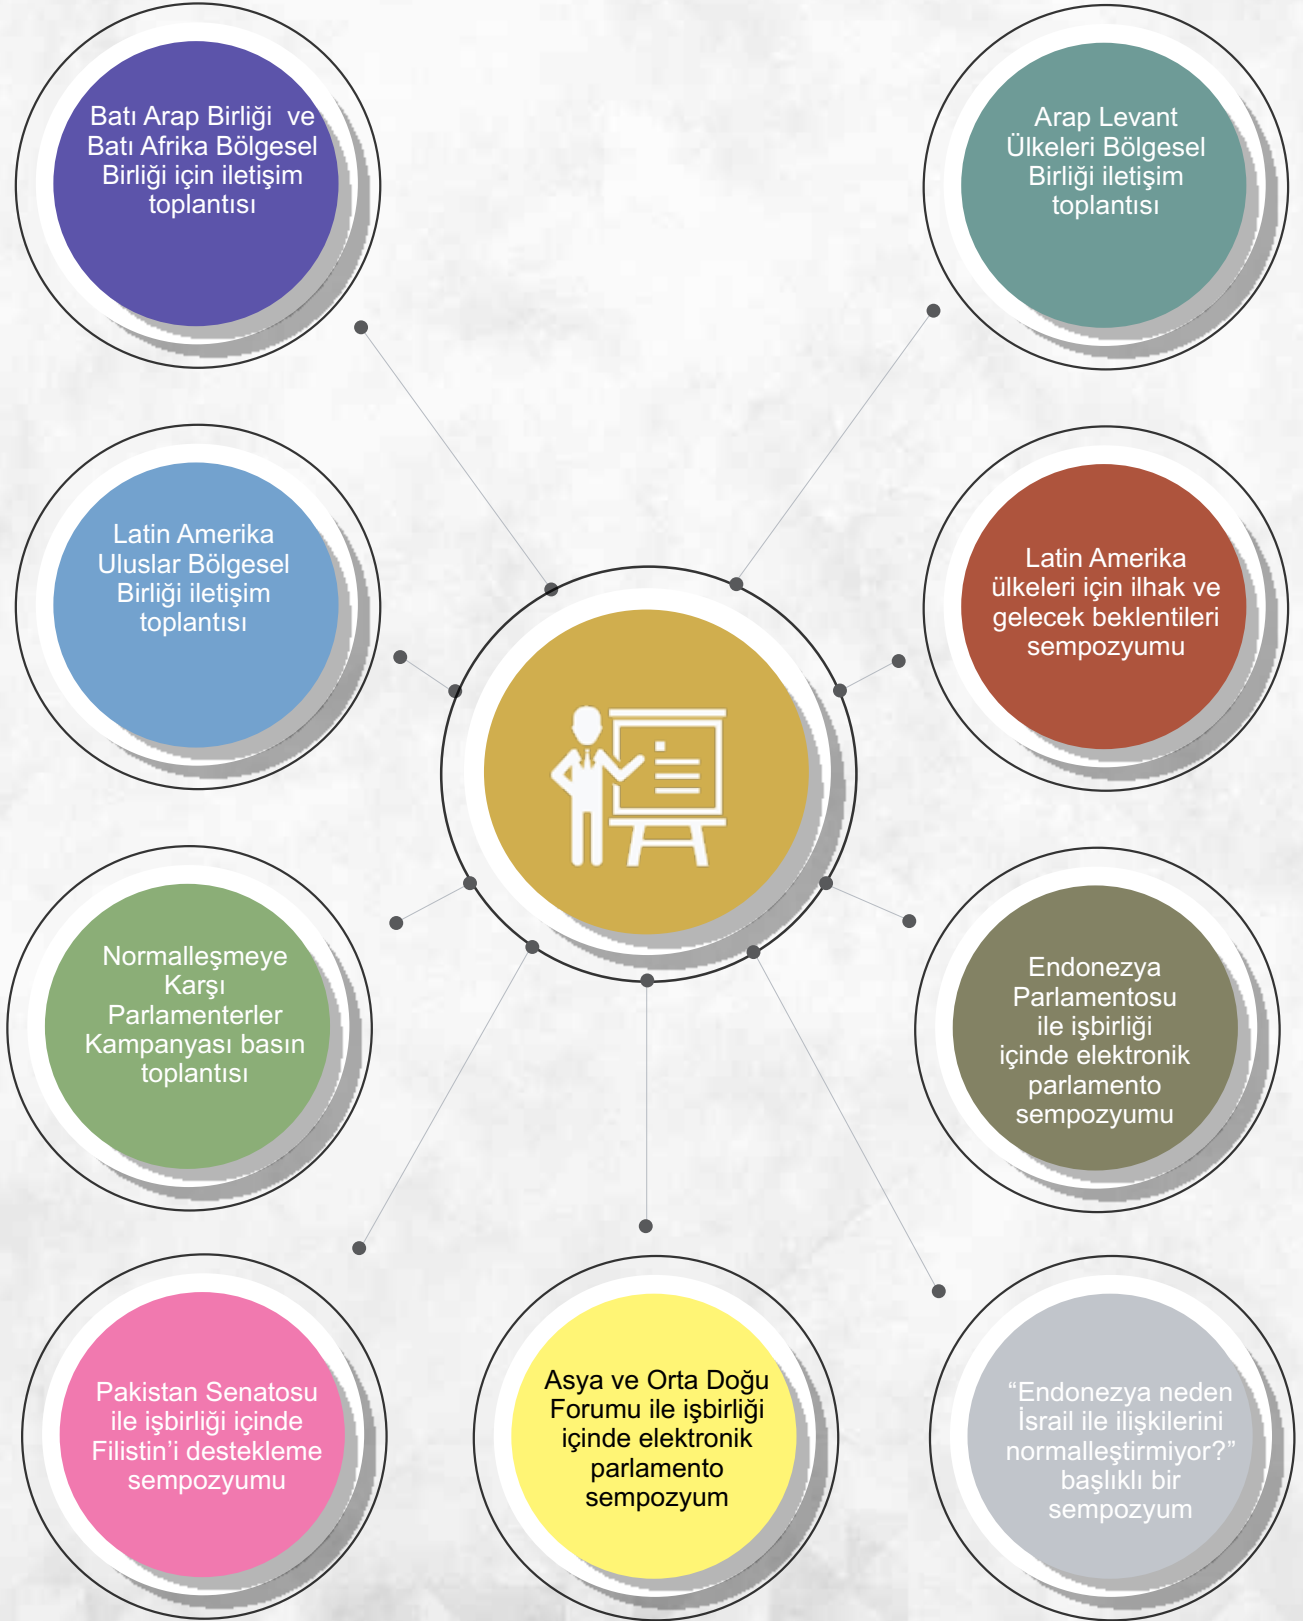 Batı Arap Birliği  ve
Batı Afrika Bölgesel
Birliği için iletişim
toplantısı
Arap Levant
Ülkeleri Bölgesel
Birliği iletişim
toplantısı
Latin Amerika
Uluslar Bölgesel
Birliği iletişim
toplantısı
Latin Amerika
ülkeleri için ilhak ve
gelecek beklentileri
sempozyumu
Normalleşmeye
Karşı
Parlamenterler
Kampanyası basın
toplantısı
Endonezya
Parlamentosu
ile işbirliği
içinde elektronik
parlamento
sempozyumu
Pakistan Senatosu
ile işbirliği içinde
Filistin’i destekleme
sempozyumu
Asya ve Orta Doğu
Forumu ile işbirliği
içinde elektronik
parlamento
sempozyum
“Endonezya neden
İsrail ile ilişkilerini
normalleştirmiyor?”
başlıklı bir
sempozyum